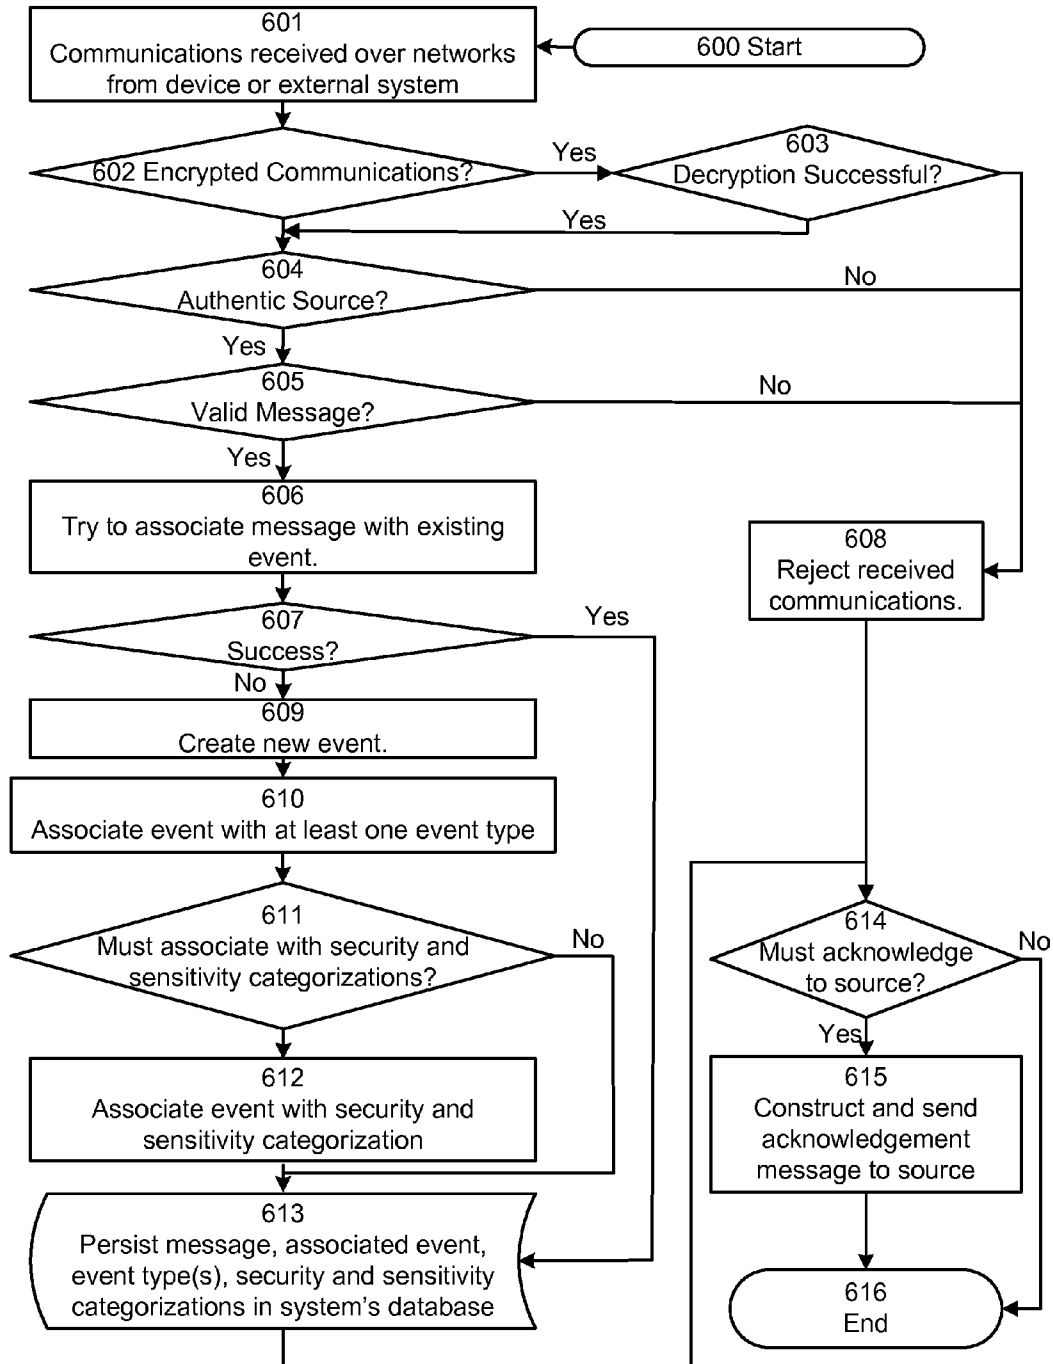 601
Communications received over networks
from device or external system
600 Start
602 Encrypted Communications?
Yes
603
Decryption Successful?
Yes
604
Authentic Source?
No
Yes
605
Valid Message?
No
Yes
606
Try to associate message with existing
event.
608
Reject received
communications.
607
Success?
Yes
No
609
Create new event.
610
Associate event with at least one event type
611
Must associate with security and
sensitivity categorizations?
No
614
Must acknowledge
to source?
No
Yes
612
Associate event with security and
sensitivity categorization
615
Construct and send
acknowledgement
message to source
613
Persist message, associated event,
event type(s), security and sensitivity
categorizations in system's database
616
End